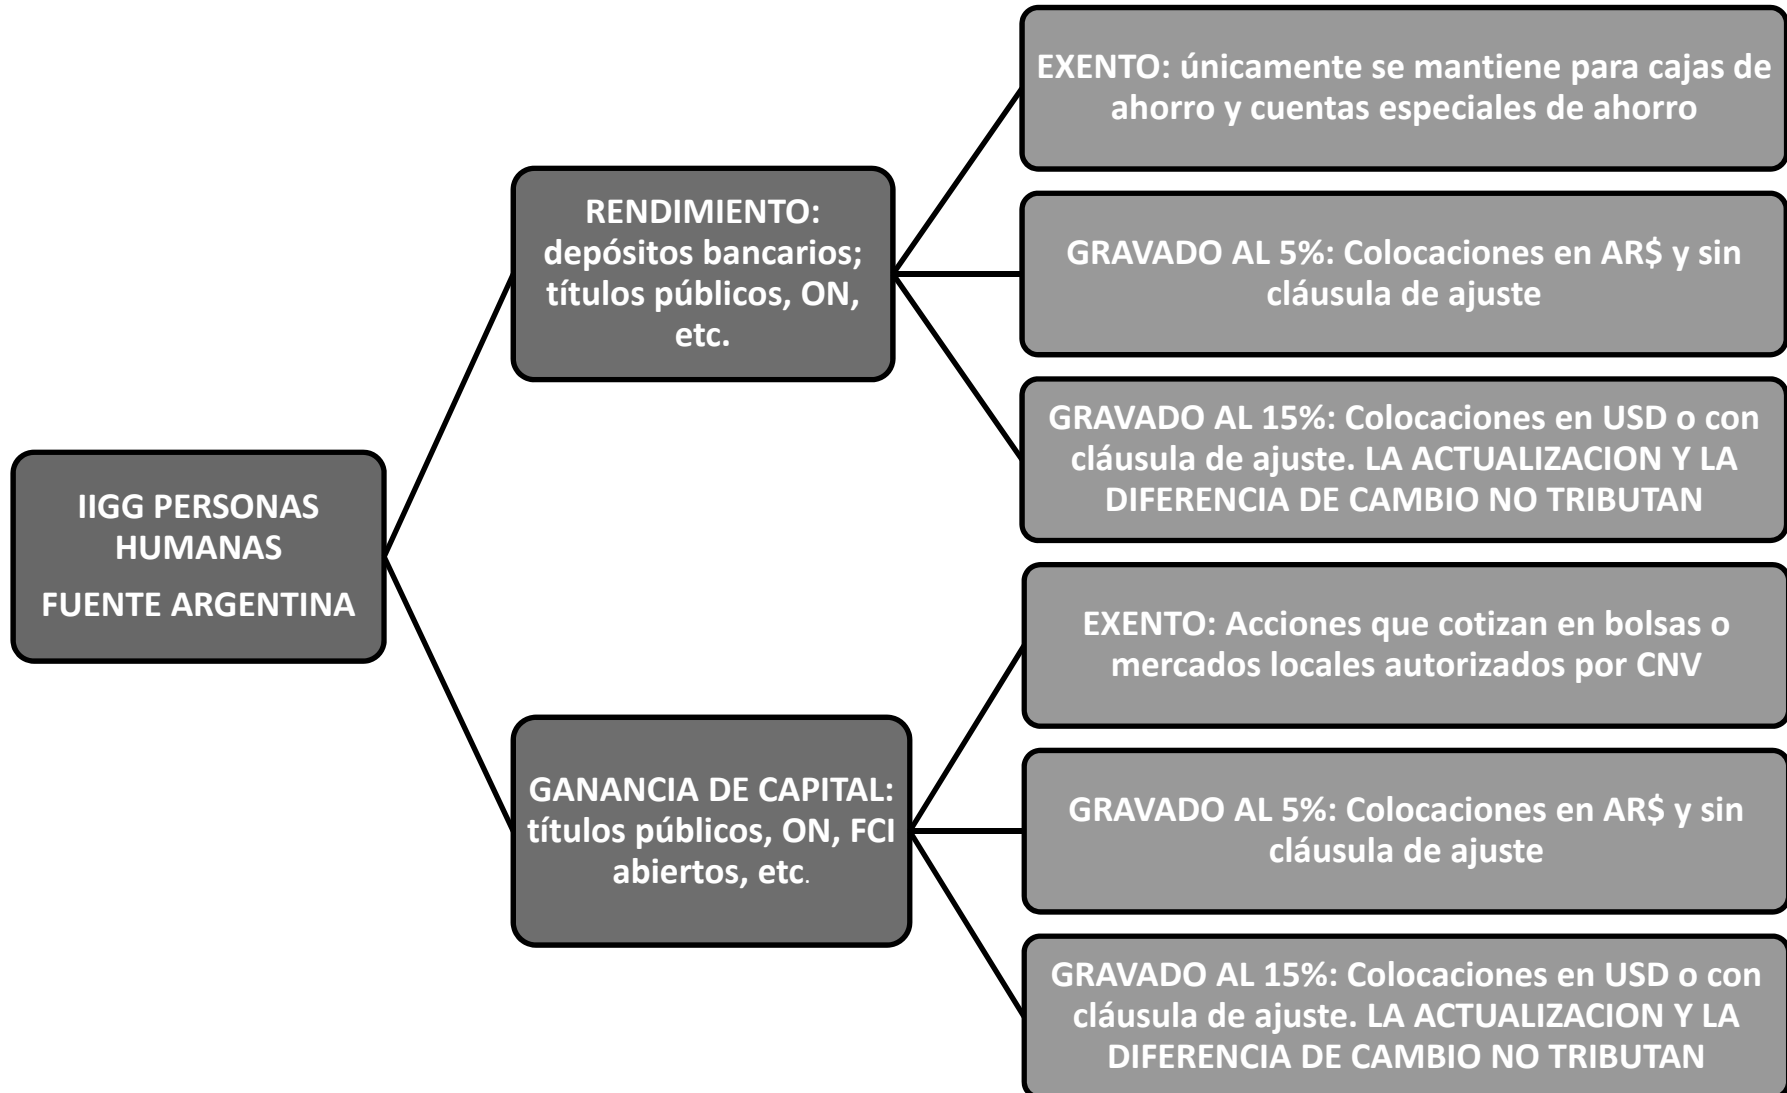 IIGG PERSONAS
HUMANAS
FUENTE ARGENTINA
RENDIMIENTO:
depósitos bancarios;
títulos públicos, ON,
etc.
EXENTO: únicamente se mantiene para cajas de
ahorro y cuentas especiales de ahorro
GRAVADO AL 5%: Colocaciones en AR$ y sin
cláusula de ajuste
GRAVADO AL 15%: Colocaciones en USD o con
cláusula de ajuste. LA ACTUALIZACION Y LA
DIFERENCIA DE CAMBIO NO TRIBUTAN
GANANCIA DE CAPITAL:
títulos públicos, ON, FCI
abiertos, etc.
EXENTO: Acciones que cotizan en bolsas o
mercados locales autorizados por CNV
GRAVADO AL 5%: Colocaciones en AR$ y sin
cláusula de ajuste
GRAVADO AL 15%: Colocaciones en USD o con
cláusula de ajuste. LA ACTUALIZACION Y LA
DIFERENCIA DE CAMBIO NO TRIBUTAN